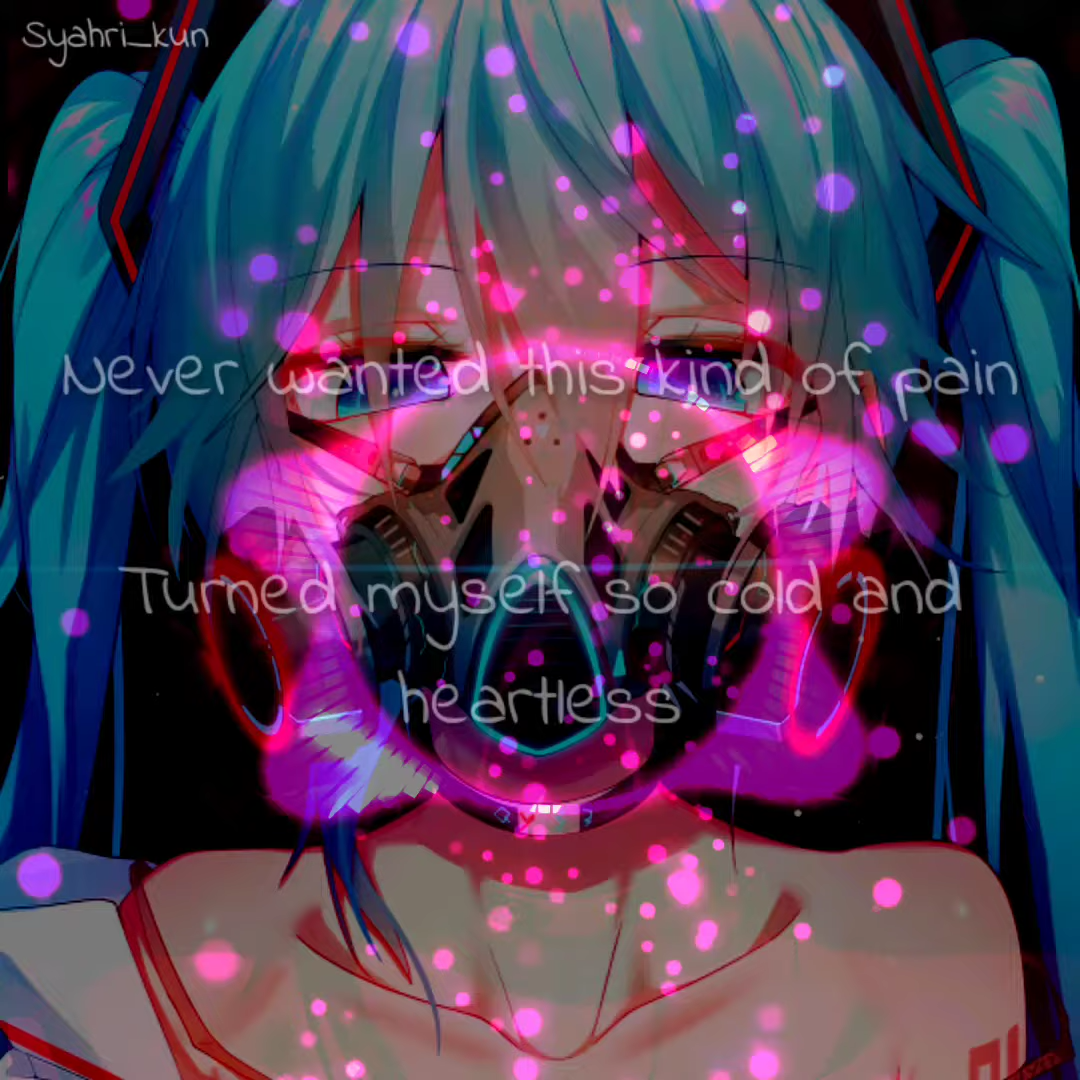 Syahri_kun
Never wanted this kind of pain
Turned myself so cold and
heartless